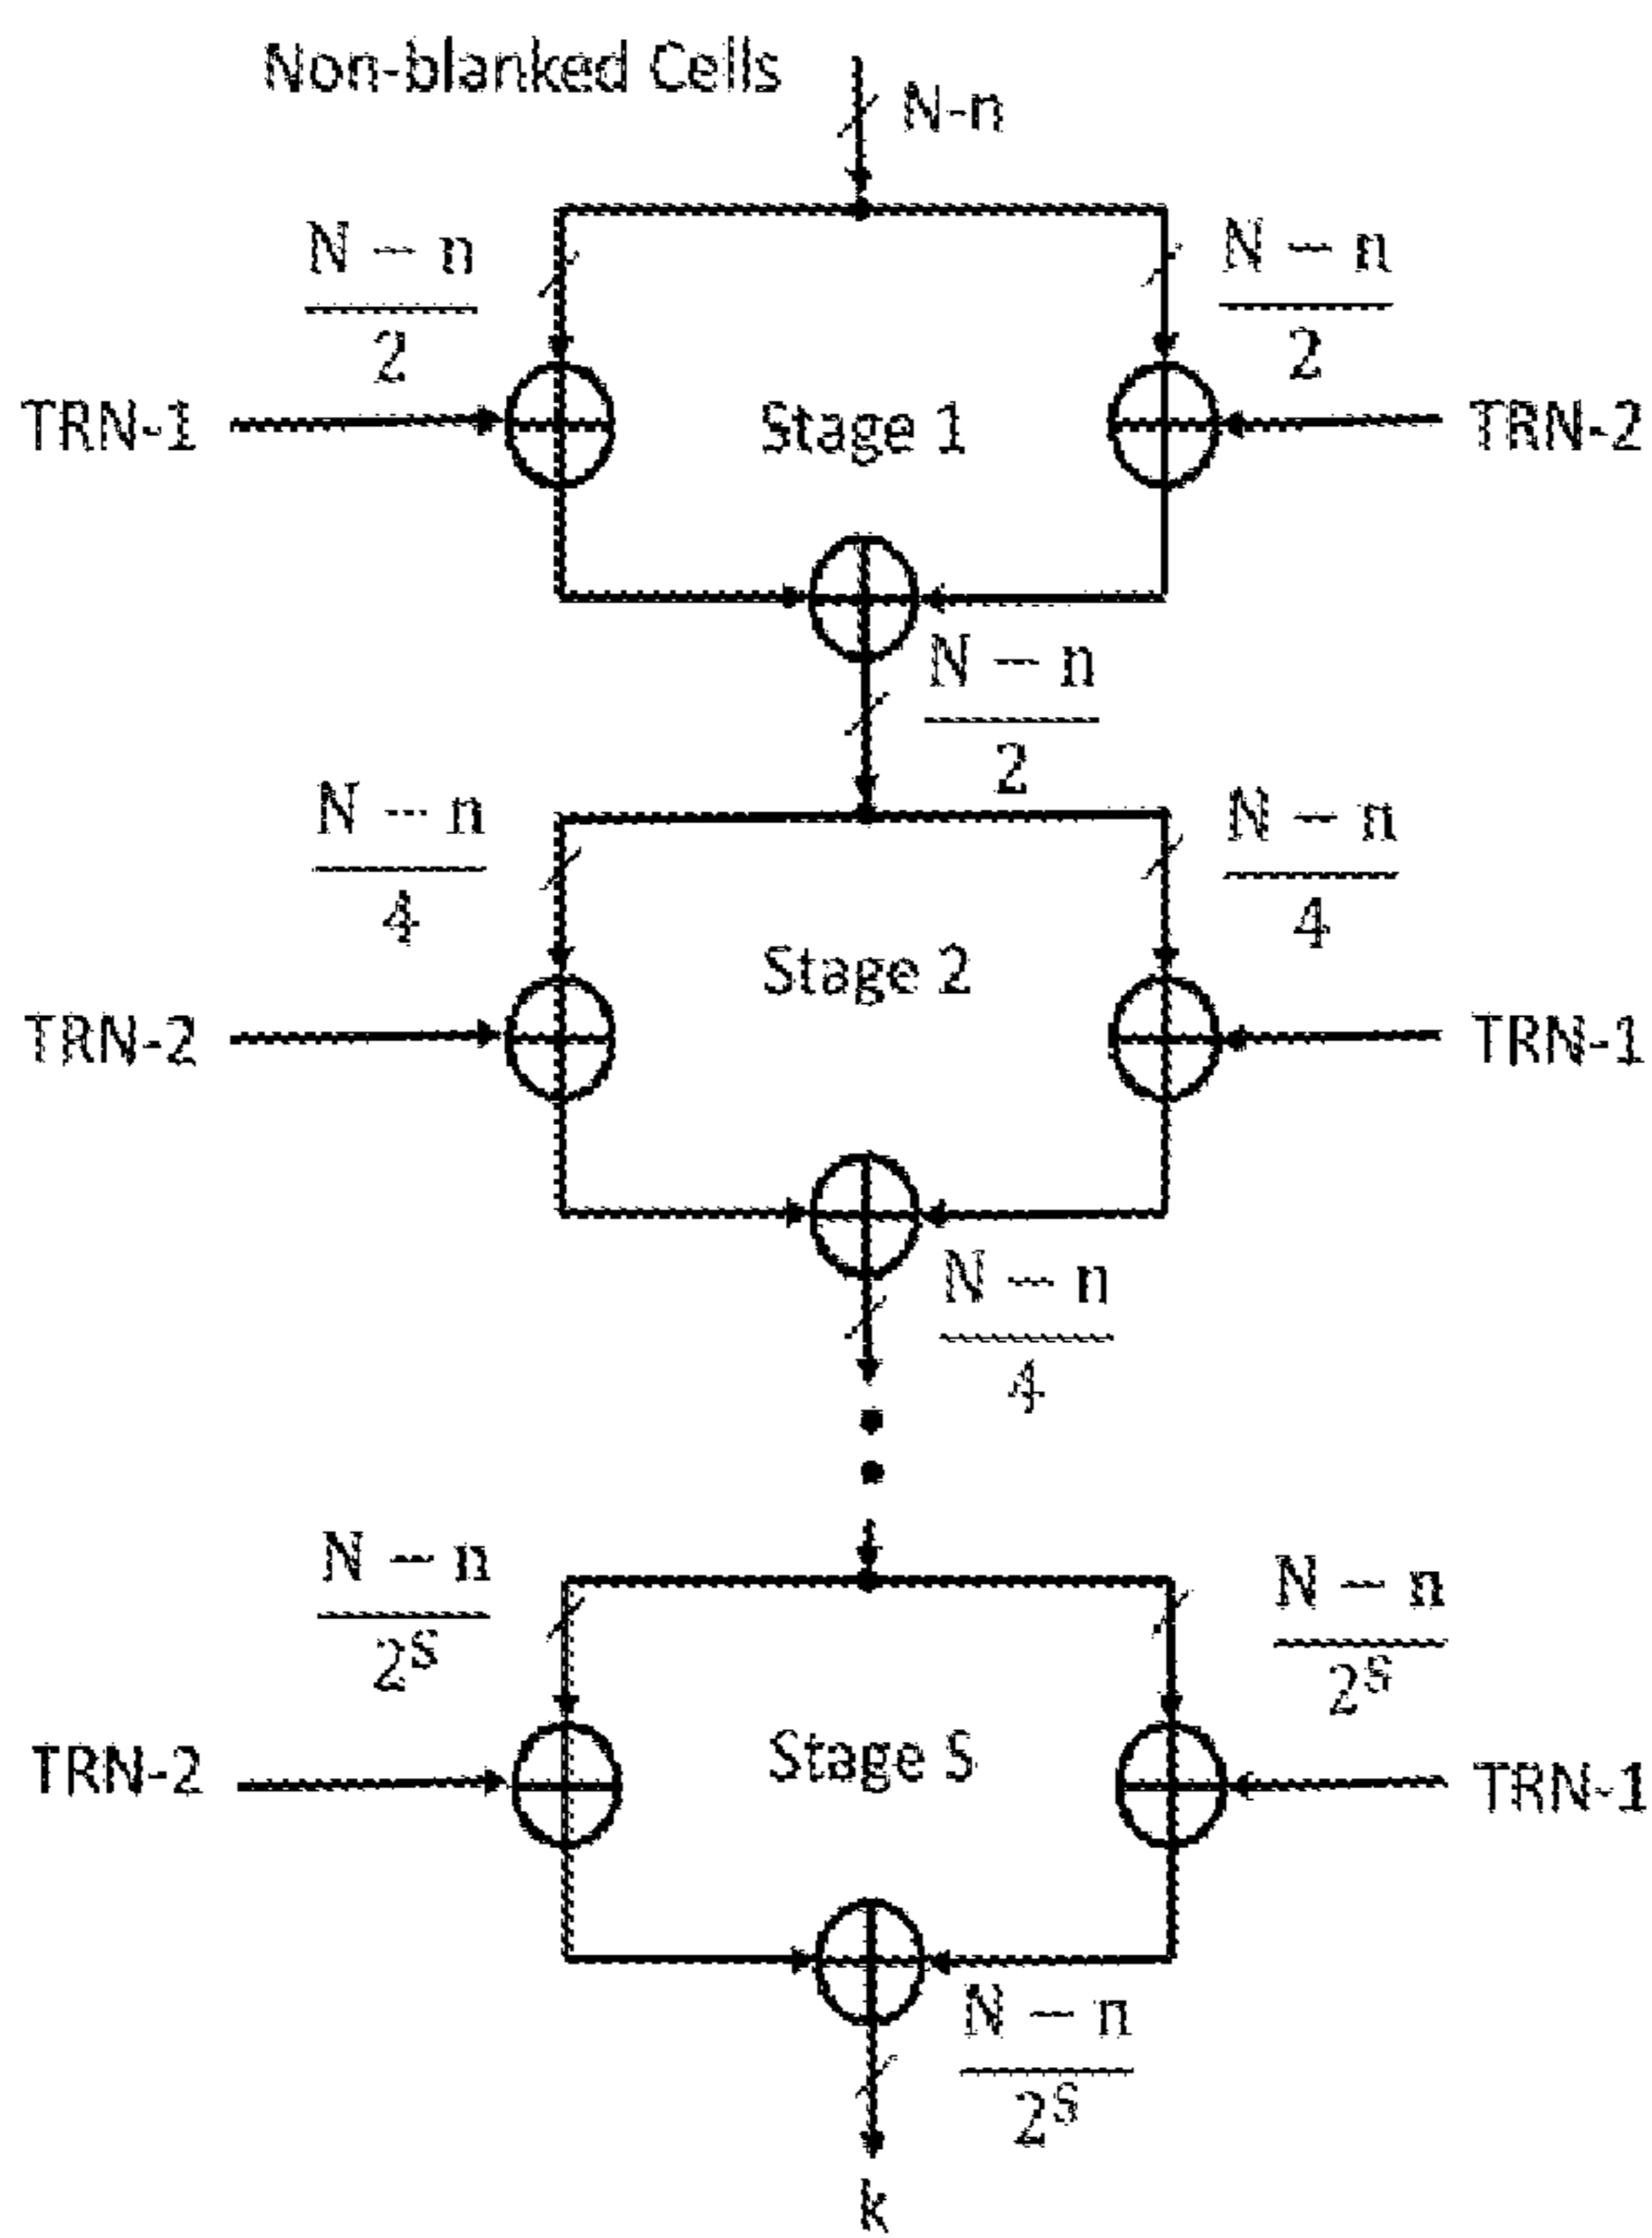 Non-blanked Cells
N-n
N − n
2
N − n
2
TRN-1
Stage 1
TRN-2
N − n
2
N − n
4
N − n
4
Stage 2
TRN-2
TRN-1
N − n
4
N − n
2^S
N − n
2^S
TRN-2
Stage S
TRN-1
N − n
2^S
k